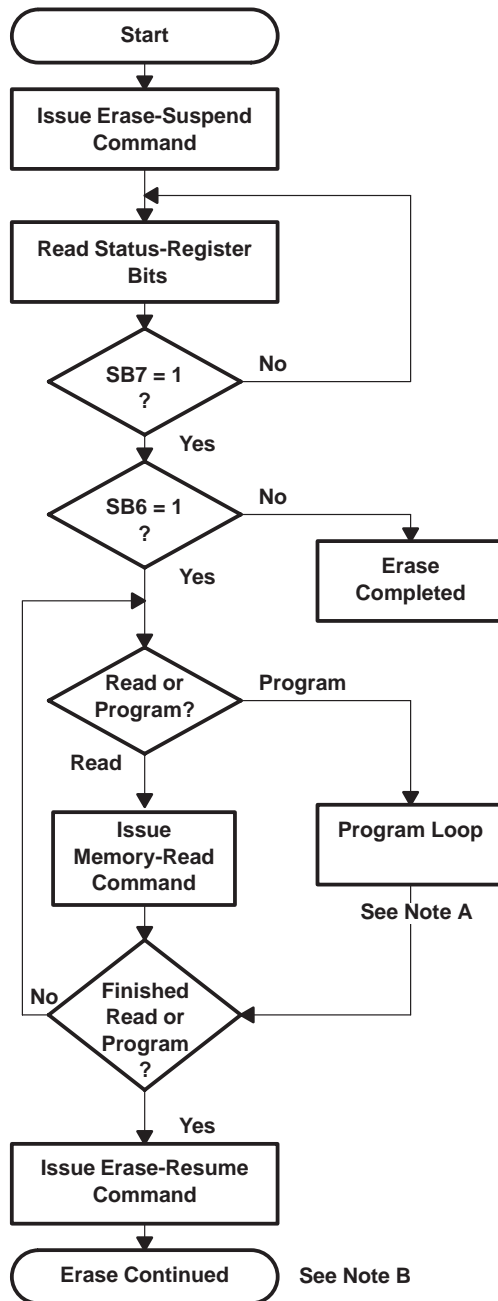 Start
Issue Erase-Suspend
Command
Read Status-Register
Bits
SB7 = 1
?
No
Yes
SB6 = 1
?
No
Yes
Erase
Completed
Read or
Program?
Program
Read
Issue
Memory-Read
Command
Program Loop
See Note A
No
Finished
Read or
Program
?
Yes
Issue Erase-Resume
Command
Erase Continued
See Note B